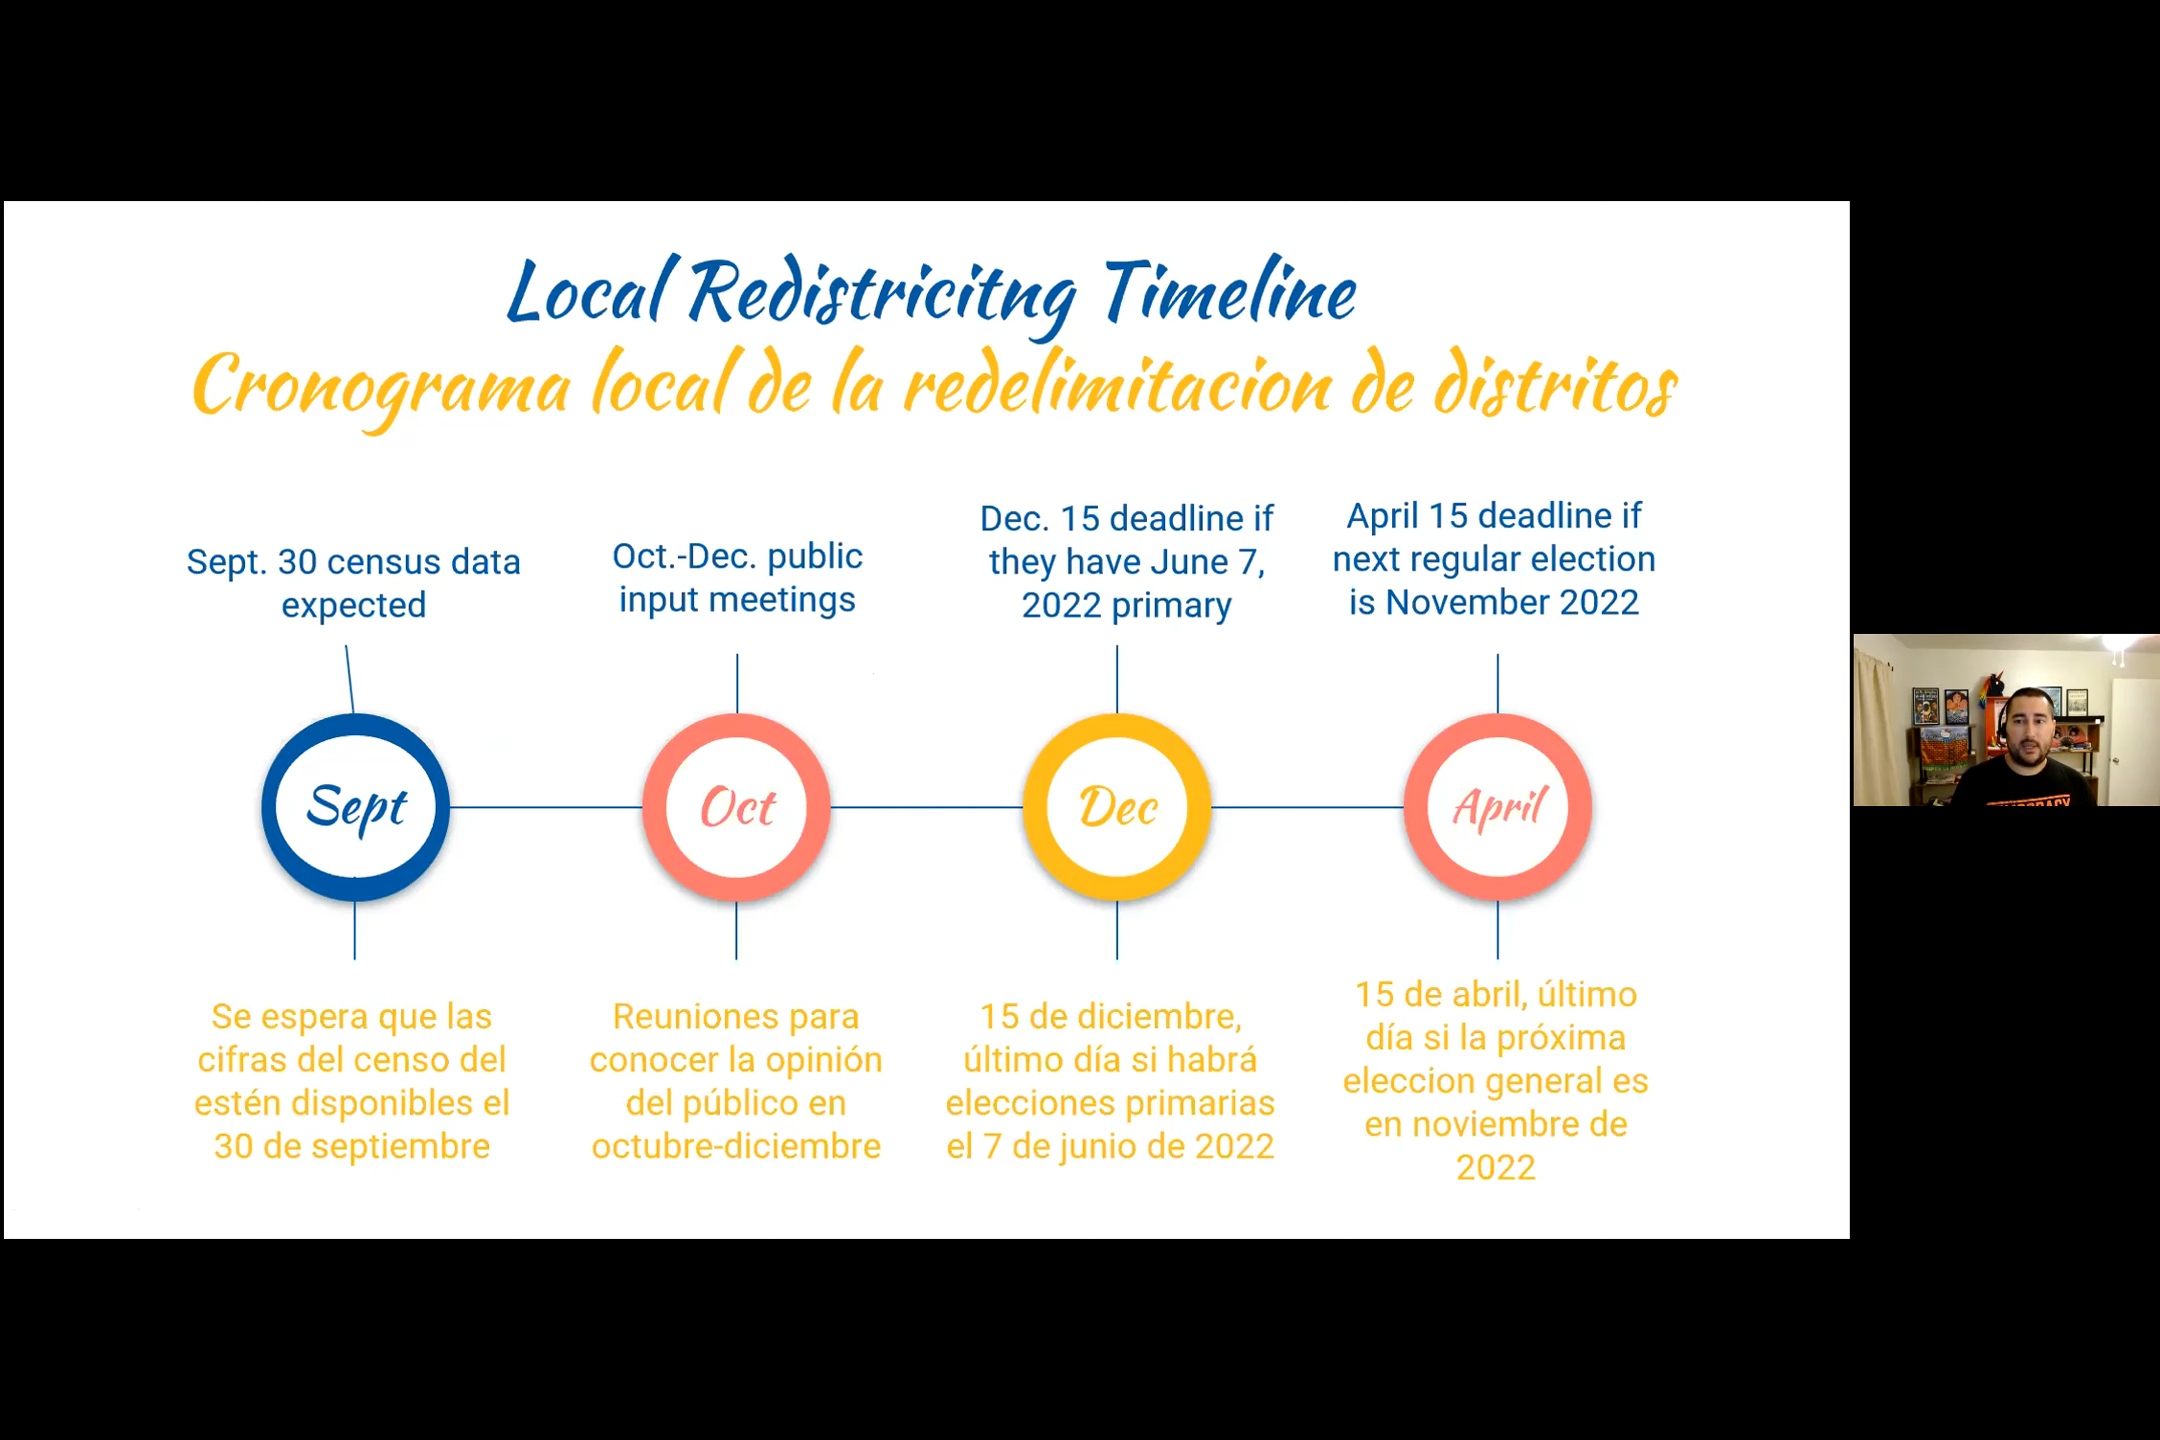 Local Redistricitng Timeline
Cronograma local de la redelimitacion de distritos
Sept. 30 census data
expected
Oct.-Dec. public
input meetings
Dec. 15 deadline if
they have June 7,
2022 primary
April 15 deadline if
next regular election
is November 2022
Sept
Oct
Dec
April
Se espera que las
cifras del censo del
estén disponibles el
30 de septiembre
Reuniones para
conocer la opinión
del público en
octubre-diciembre
15 de diciembre,
último día si habrá
elecciones primarias
el 7 de junio de 2022
15 de abril, último
día si la próxima
eleccion general es
en noviembre de
2022